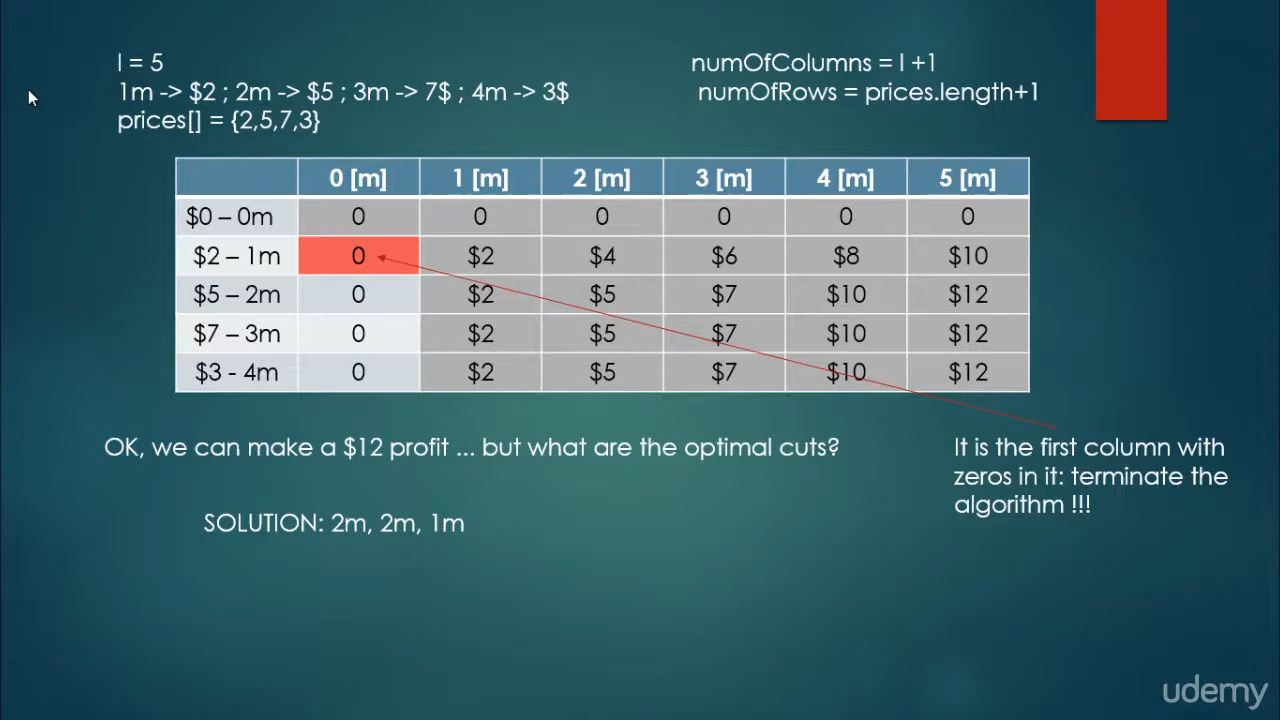 l = 5
1m -> $2 ; 2m -> $5 ; 3m -> 7$ ; 4m -> 3$
prices[] = {2,5,7,3}
numOfColumns = l +1
numOfRows = prices.length+1
0 [m] 1 [m] 2 [m] 3 [m] 4 [m] 5 [m]
$0 – 0m 0 0 0 0 0 0
$2 – 1m 0 $2 $4 $6 $8 $10
$5 – 2m 0 $2 $5 $7 $10 $12
$7 – 3m 0 $2 $5 $7 $10 $12
$3 - 4m 0 $2 $5 $7 $10 $12
OK, we can make a $12 profit ... but what are the optimal cuts?
SOLUTION: 2m, 2m, 1m
It is the first column with
zeros in it: terminate the
algorithm !!!
udemy